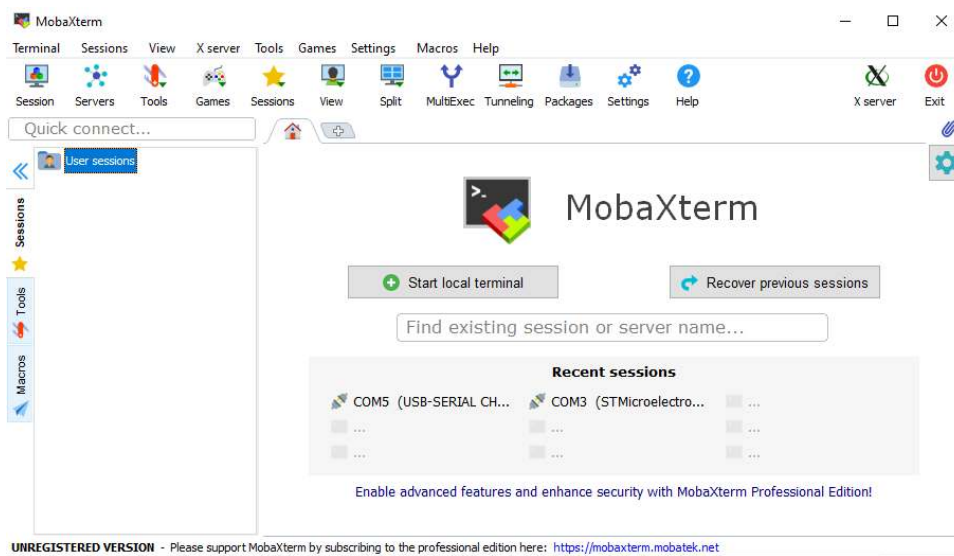 MobaXterm
Terminal Sessions View X server Tools Games Settings Macros Help
Session Servers Tools Games Sessions View Split MultiExec Tunneling Packages Settings Help X server Exit
Quick connect...
User sessions
Sessions
Tools
Macros
>_
MobaXterm
Start local terminal Recover previous sessions
Find existing session or server name...
Recent sessions
COM5 (USB-SERIAL CH... COM3 (STMicroelectro... ...
... ... ...
... ... ...
Enable advanced features and enhance security with MobaXterm Professional Edition!
UNREGISTERED VERSION - Please support MobaXterm by subscribing to the professional edition here: https://mobaxterm.mobatek.net